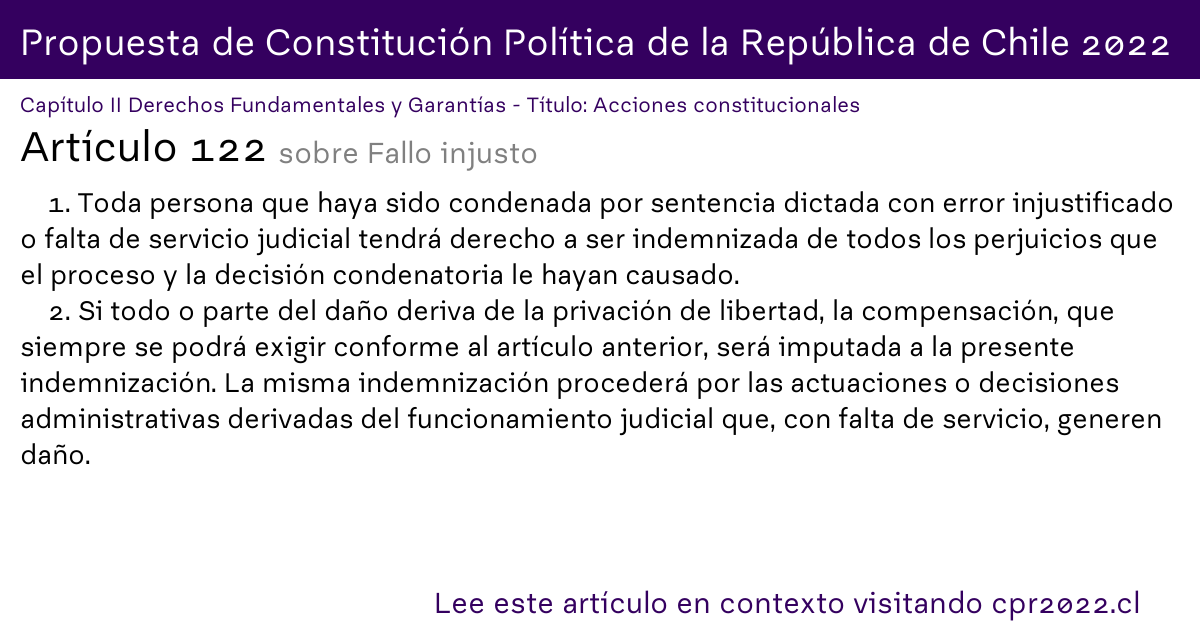 Propuesta de Constitución Política de la República de Chile 2022
Capítulo II Derechos Fundamentales y Garantías - Título: Acciones constitucionales
Artículo 122 sobre Fallo injusto
1. Toda persona que haya sido condenada por sentencia dictada con error injustificado
o falta de servicio judicial tendrá derecho a ser indemnizada de todos los perjuicios que
el proceso y la decisión condenatoria le hayan causado.
2. Si todo o parte del daño deriva de la privación de libertad, la compensación, que
siempre se podrá exigir conforme al artículo anterior, será imputada a la presente
indemnización. La misma indemnización procederá por las actuaciones o decisiones
administrativas derivadas del funcionamiento judicial que, con falta de servicio, generen
daño.
Lee este artículo en contexto visitando cpr2022.cl